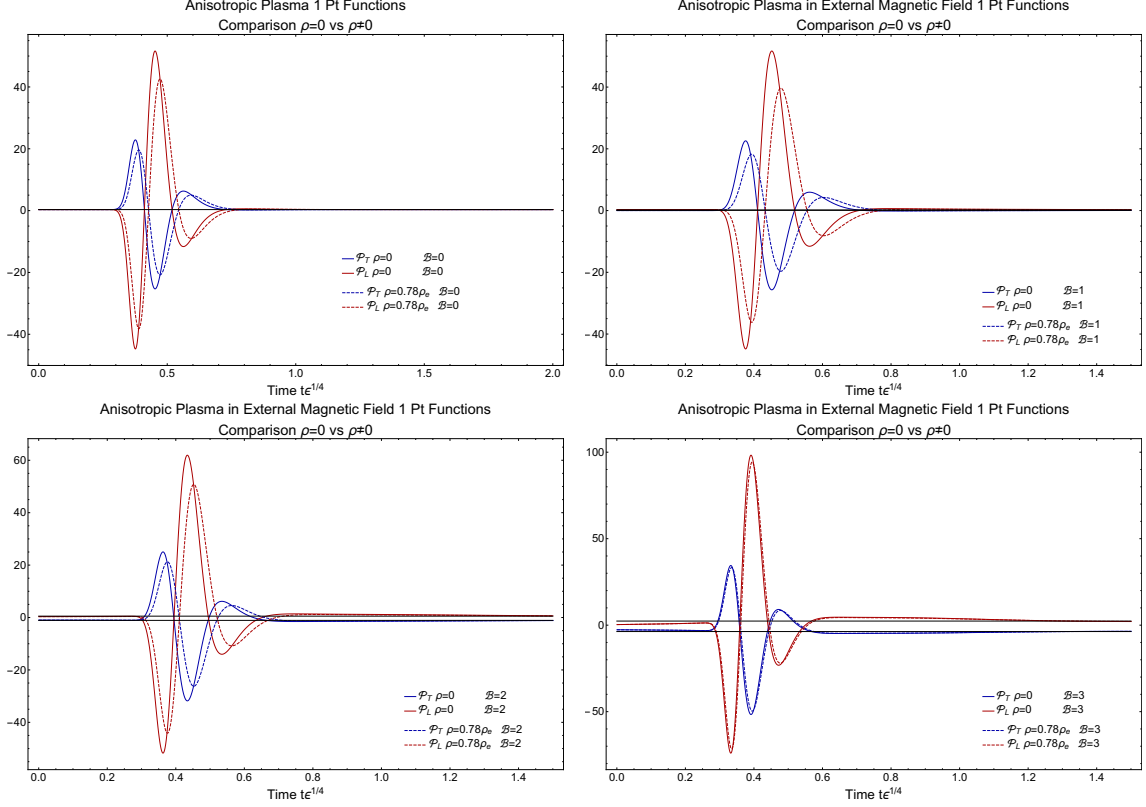 Anisotropic Plasma 1 Pt Functions
Comparison ρ=0 vs ρ≠0
40
20
0
-20
-40
0.0 0.5 1.0 1.5 2.0
Time tϵ^1/4
𝒫_T ρ=0 ℬ=0
𝒫_L ρ=0 ℬ=0
𝒫_T ρ=0.78ρ_e ℬ=0
𝒫_L ρ=0.78ρ_e ℬ=0
Anisotropic Plasma in External Magnetic Field 1 Pt Functions
Comparison ρ=0 vs ρ≠0
40
20
0
-20
-40
0.0 0.2 0.4 0.6 0.8 1.0 1.2 1.4
Time tϵ^1/4
𝒫_T ρ=0 ℬ=1
𝒫_L ρ=0 ℬ=1
𝒫_T ρ=0.78ρ_e ℬ=1
𝒫_L ρ=0.78ρ_e ℬ=1
Anisotropic Plasma in External Magnetic Field 1 Pt Functions
Comparison ρ=0 vs ρ≠0
60
40
20
0
-20
-40
0.0 0.2 0.4 0.6 0.8 1.0 1.2 1.4
Time tϵ^1/4
𝒫_T ρ=0 ℬ=2
𝒫_L ρ=0 ℬ=2
𝒫_T ρ=0.78ρ_e ℬ=2
𝒫_L ρ=0.78ρ_e ℬ=2
Anisotropic Plasma in External Magnetic Field 1 Pt Functions
Comparison ρ=0 vs ρ≠0
100
50
0
-50
0.0 0.2 0.4 0.6 0.8 1.0 1.2 1.4
Time tϵ^1/4
𝒫_T ρ=0 ℬ=3
𝒫_L ρ=0 ℬ=3
𝒫_T ρ=0.78ρ_e ℬ=3
𝒫_L ρ=0.78ρ_e ℬ=3